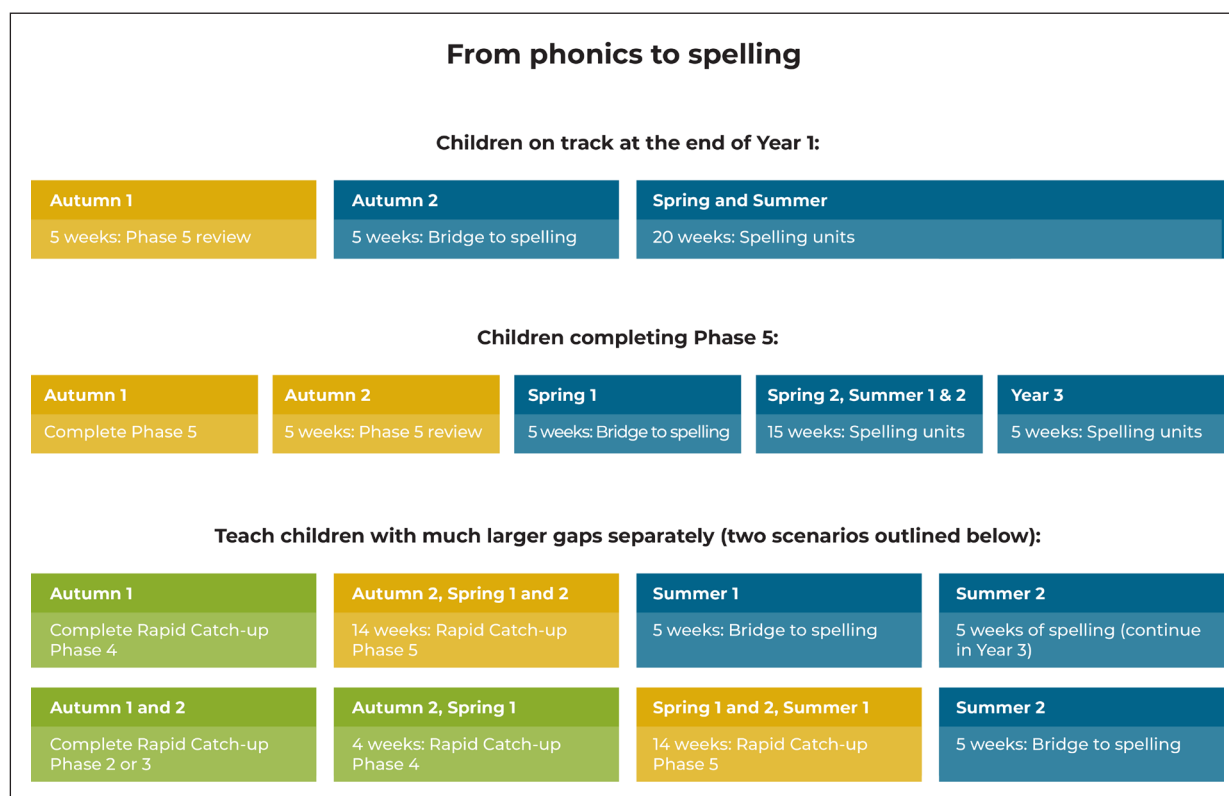 From phonics to spelling
Children on track at the end of Year 1:
Autumn 1
5 weeks: Phase 5 review
Autumn 2
5 weeks: Bridge to spelling
Spring and Summer
20 weeks: Spelling units
Children completing Phase 5:
Autumn 1
Complete Phase 5
Autumn 2
5 weeks: Phase 5 review
Spring 1
5 weeks: Bridge to spelling
Spring 2, Summer 1 & 2
15 weeks: Spelling units
Year 3
5 weeks: Spelling units
Teach children with much larger gaps separately (two scenarios outlined below):
Autumn 1
Complete Rapid Catch-up
Phase 4
Autumn 2, Spring 1 and 2
14 weeks: Rapid Catch-up
Phase 5
Summer 1
5 weeks: Bridge to spelling
Summer 2
5 weeks of spelling (continue
in Year 3)
Autumn 1 and 2
Complete Rapid Catch-up
Phase 2 or 3
Autumn 2, Spring 1
4 weeks: Rapid Catch-up
Phase 4
Spring 1 and 2, Summer 1
14 weeks: Rapid Catch-up
Phase 5
Summer 2
5 weeks: Bridge to spelling